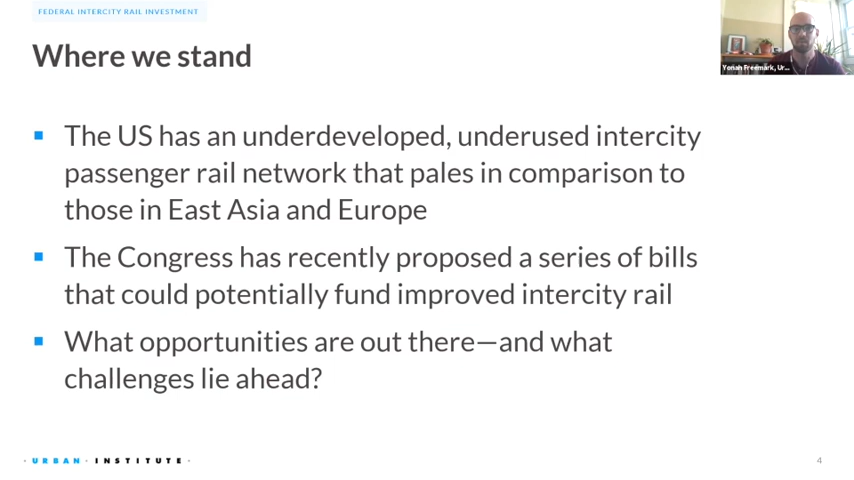 FEDERAL INTERCITY RAIL INVESTMENT
Where we stand
Yonah Freemark, Ur...
The US has an underdeveloped, underused intercity
passenger rail network that pales in comparison to
those in East Asia and Europe
The Congress has recently proposed a series of bills
that could potentially fund improved intercity rail
What opportunities are out there—and what
challenges lie ahead?
· URBAN · INSTITUTE ·
4